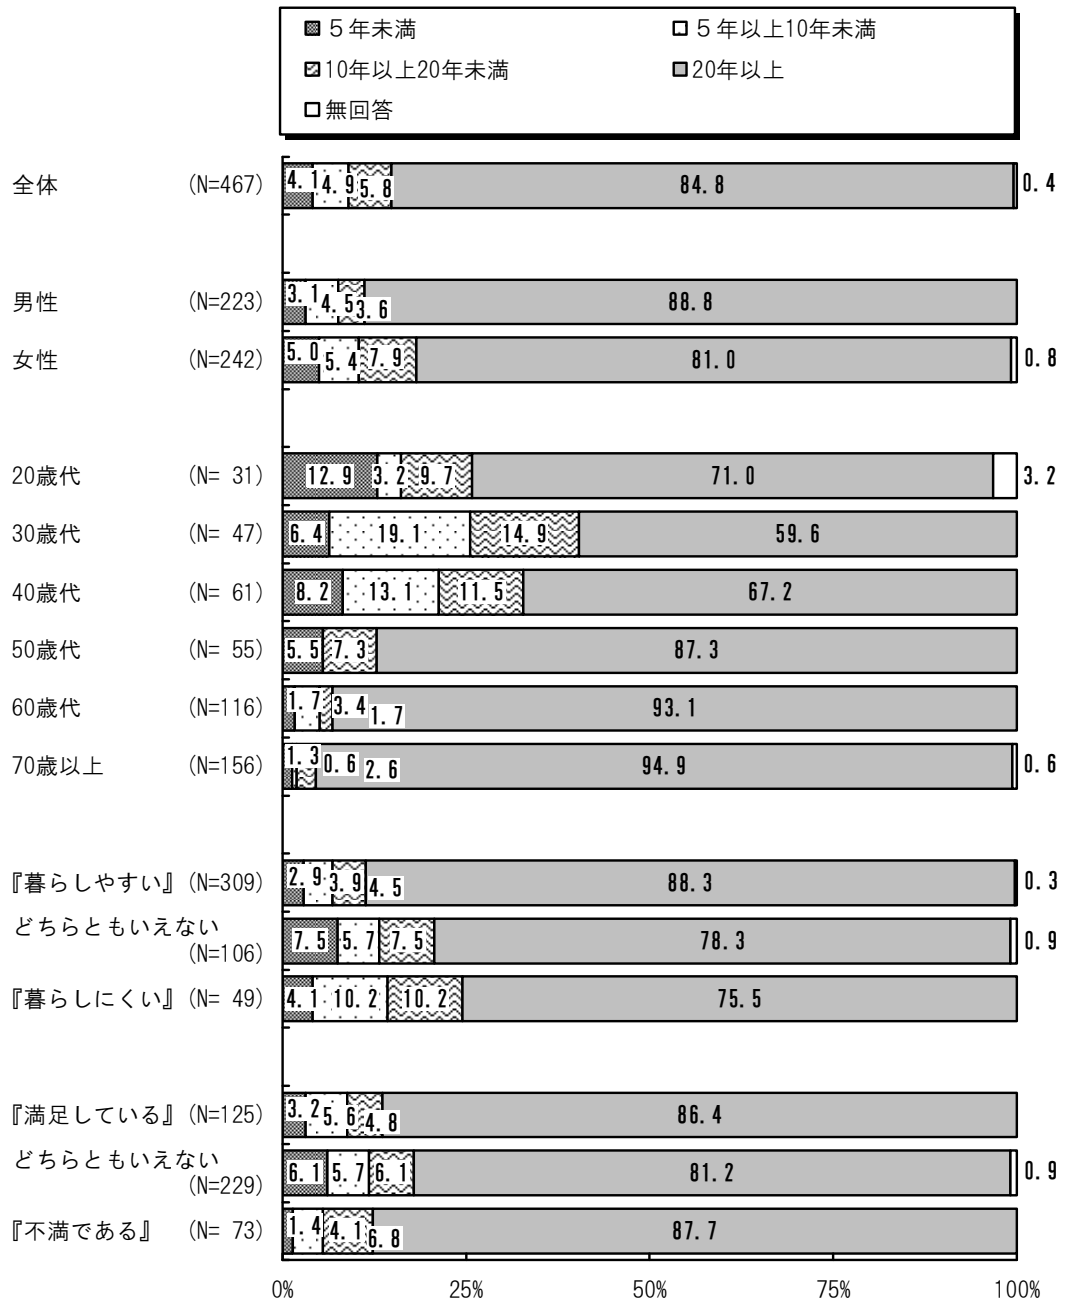 ５年未満 ５年以上10年未満
10年以上20年未満 20年以上
無回答
全体 (N=467) 4.1 4.9 5.8 84.8 0.4
男性 (N=223) 3.1 4.5 3.6 88.8
女性 (N=242) 5.0 5.4 7.9 81.0 0.8
20歳代 (N= 31) 12.9 3.2 9.7 71.0 3.2
30歳代 (N= 47) 6.4 19.1 14.9 59.6
40歳代 (N= 61) 8.2 13.1 11.5 67.2
50歳代 (N= 55) 5.5 7.3 87.3
60歳代 (N=116) 1.7 3.4 1.7 93.1
70歳以上 (N=156) 1.3 0.6 2.6 94.9 0.6
『暮らしやすい』 (N=309) 2.9 3.9 4.5 88.3 0.3
どちらともいえない
(N=106) 7.5 5.7 7.5 78.3 0.9
『暮らしにくい』 (N= 49) 4.1 10.2 10.2 75.5
『満足している』 (N=125) 3.2 5.6 4.8 86.4
どちらともいえない
(N=229) 6.1 5.7 6.1 81.2 0.9
『不満である』 (N= 73) 1.4 4.1 6.8 87.7
0% 25% 50% 75% 100%